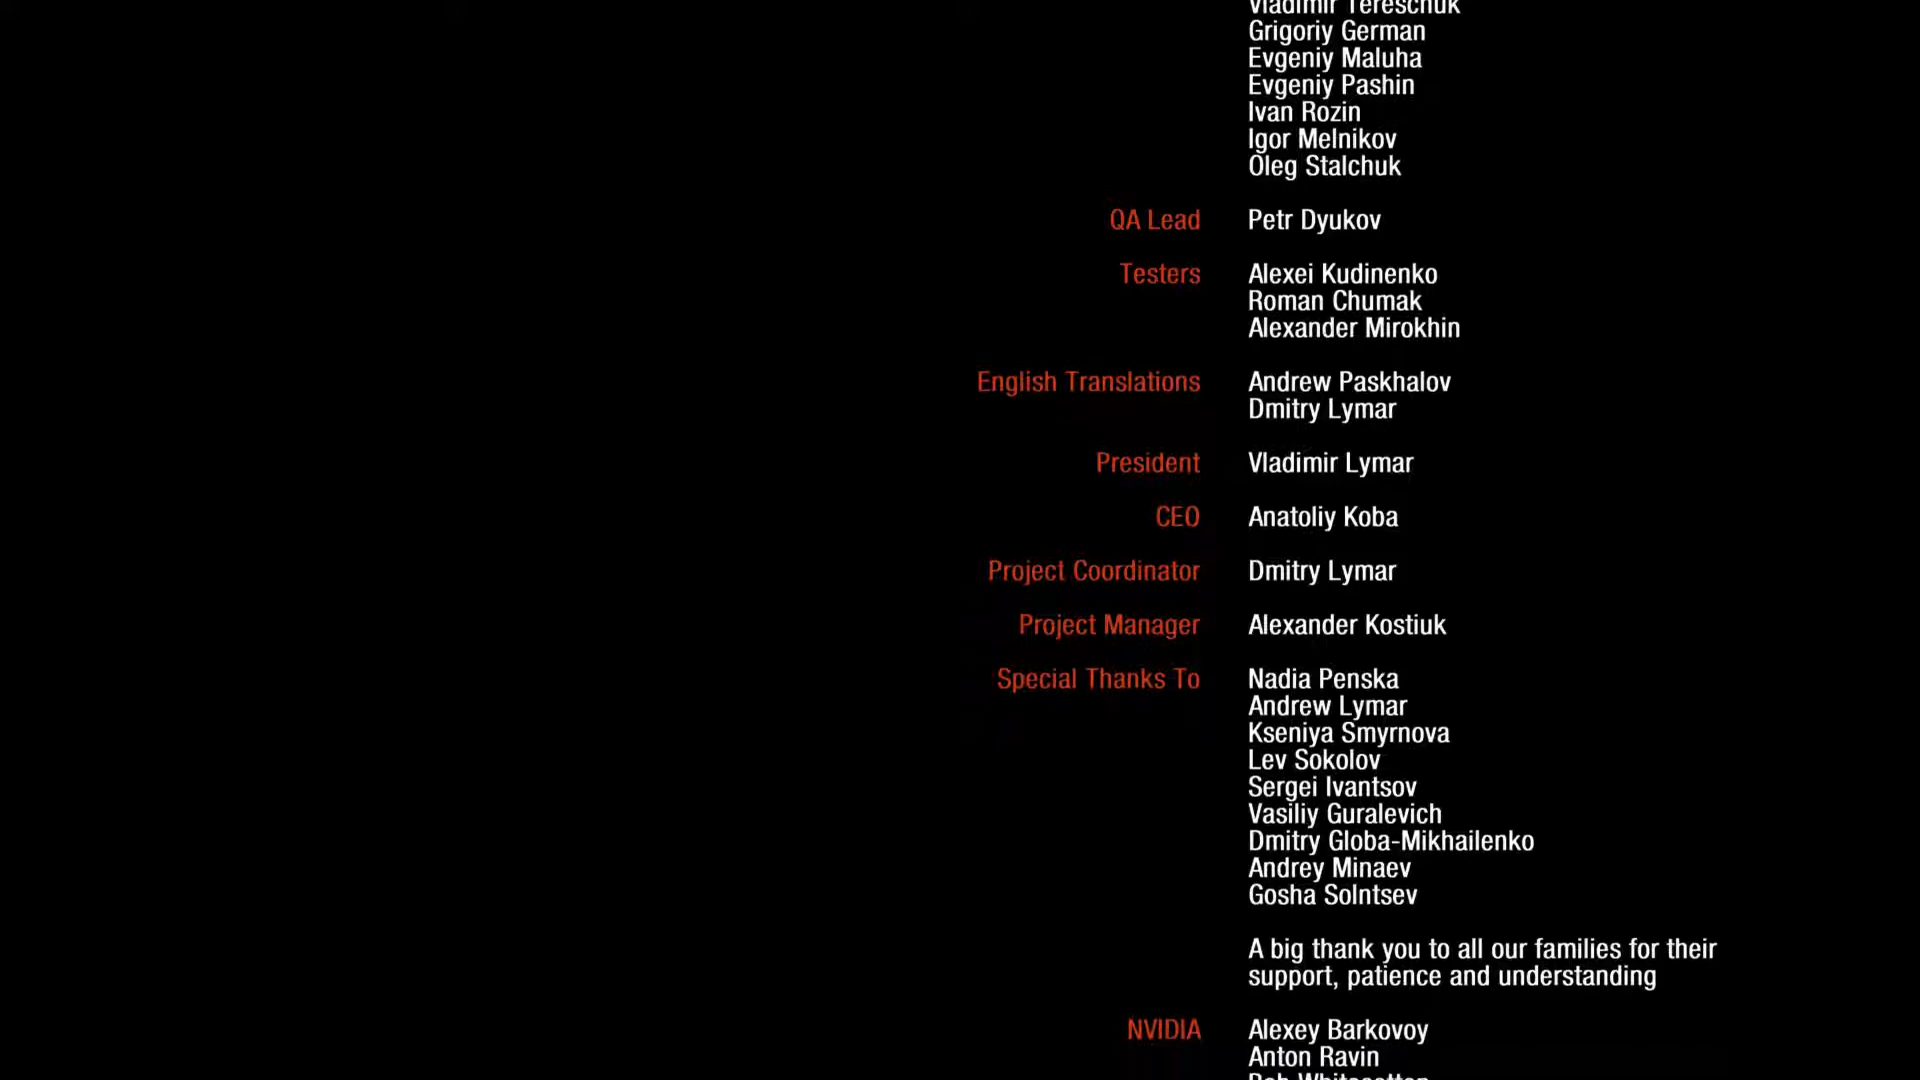 Vladimir Tereschuk
Grigoriy German
Evgeniy Maluha
Evgeniy Pashin
Ivan Rozin
Igor Melnikov
Oleg Stalchuk
QA Lead Petr Dyukov
Testers Alexei Kudinenko
Roman Chumak
Alexander Mirokhin
English Translations Andrew Paskhalov
Dmitry Lymar
President Vladimir Lymar
CEO Anatoliy Koba
Project Coordinator Dmitry Lymar
Project Manager Alexander Kostiuk
Special Thanks To Nadia Penska
Andrew Lymar
Kseniya Smyrnova
Lev Sokolov
Sergei Ivantsov
Vasiliy Guralevich
Dmitry Globa-Mikhailenko
Andrey Minaev
Gosha Solntsev
A big thank you to all our families for their
support, patience and understanding
NVIDIA Alexey Barkovoy
Anton Ravin